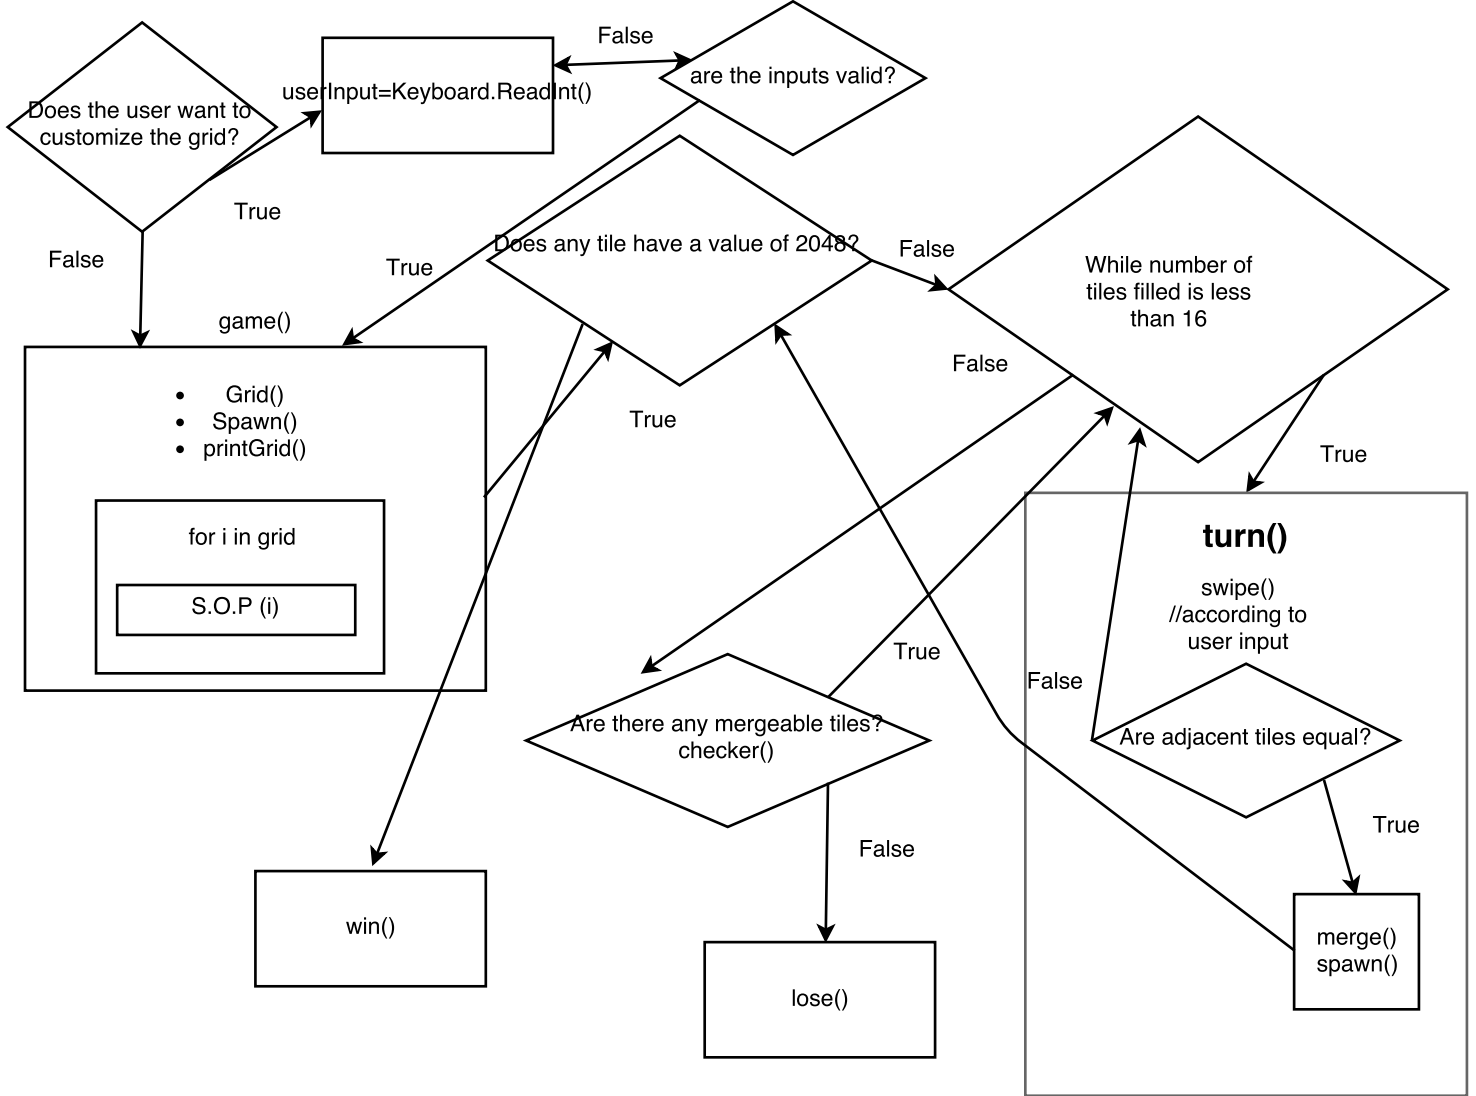 Does the user want to
customize the grid?
True
False
userInput=Keyboard.ReadInt()
False
are the inputs valid?
True
game()
• Grid()
• Spawn()
• printGrid()
for i in grid
S.O.P (i)
Does any tile have a value of 2048?
False
True
While number of
tiles filled is less
than 16
False
True
turn()
swipe()
//according to
user input
False
Are adjacent tiles equal?
True
merge()
spawn()
Are there any mergeable tiles?
checker()
True
False
win()
lose()